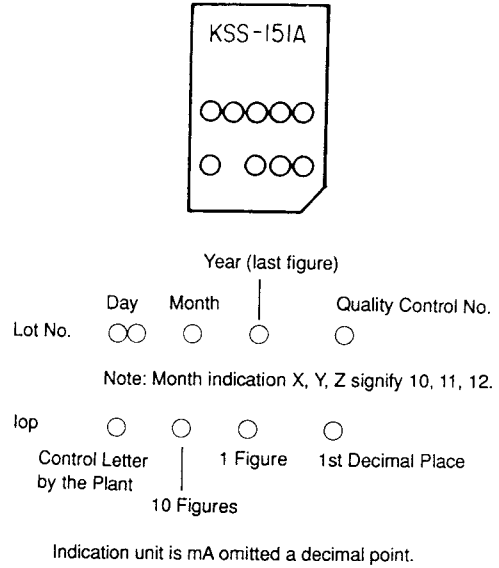 KSS-151A
Year (last figure)
Day Month Quality Control No.
Lot No.
Note: Month indication X, Y, Z signify 10, 11, 12.
Iop
Control Letter 1 Figure 1st Decimal Place
by the Plant
10 Figures
Indication unit is mA omitted a decimal point.